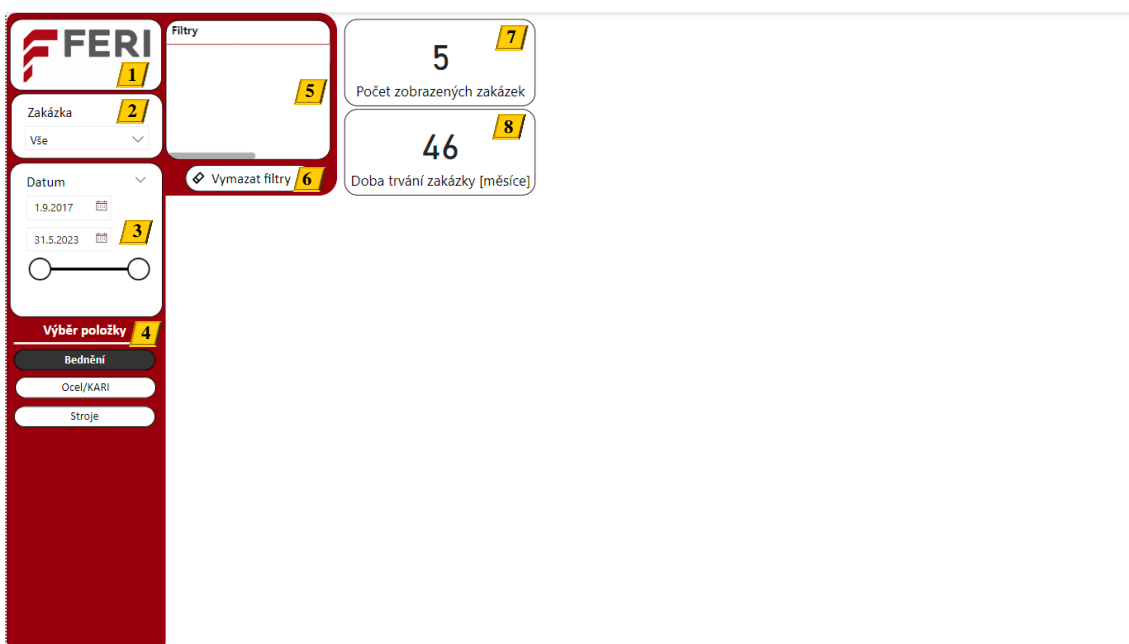 FERI
1
Zakázka
2
Vše
Datum
1.9.2017
31.5.2023
3
Výběr položky
4
Bednění
Ocel/KARI
Stroje
Filtry
5
Vymazat filtry
6
7
5
Počet zobrazených zakázek
8
46
Doba trvání zakázky [měsíce]